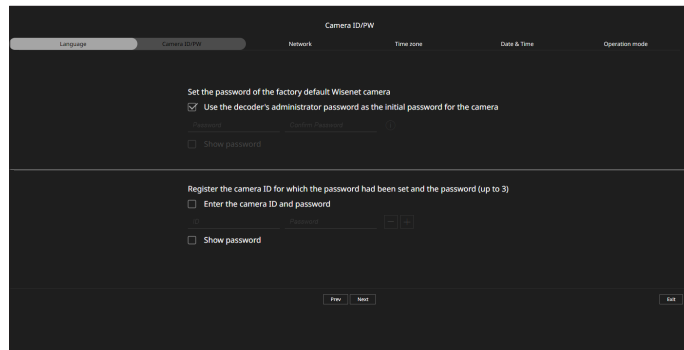 Camera ID/PW
Language Camera ID/PW Network Time zone Date & Time Operation mode
Set the password of the factory default Wisenet camera
Use the decoder's administrator password as the initial password for the camera
Password Confirm Password
Show password
Register the camera ID for which the password had been set and the password (up to 3)
Enter the camera ID and password
ID Password
Show password
Prev Next Exit